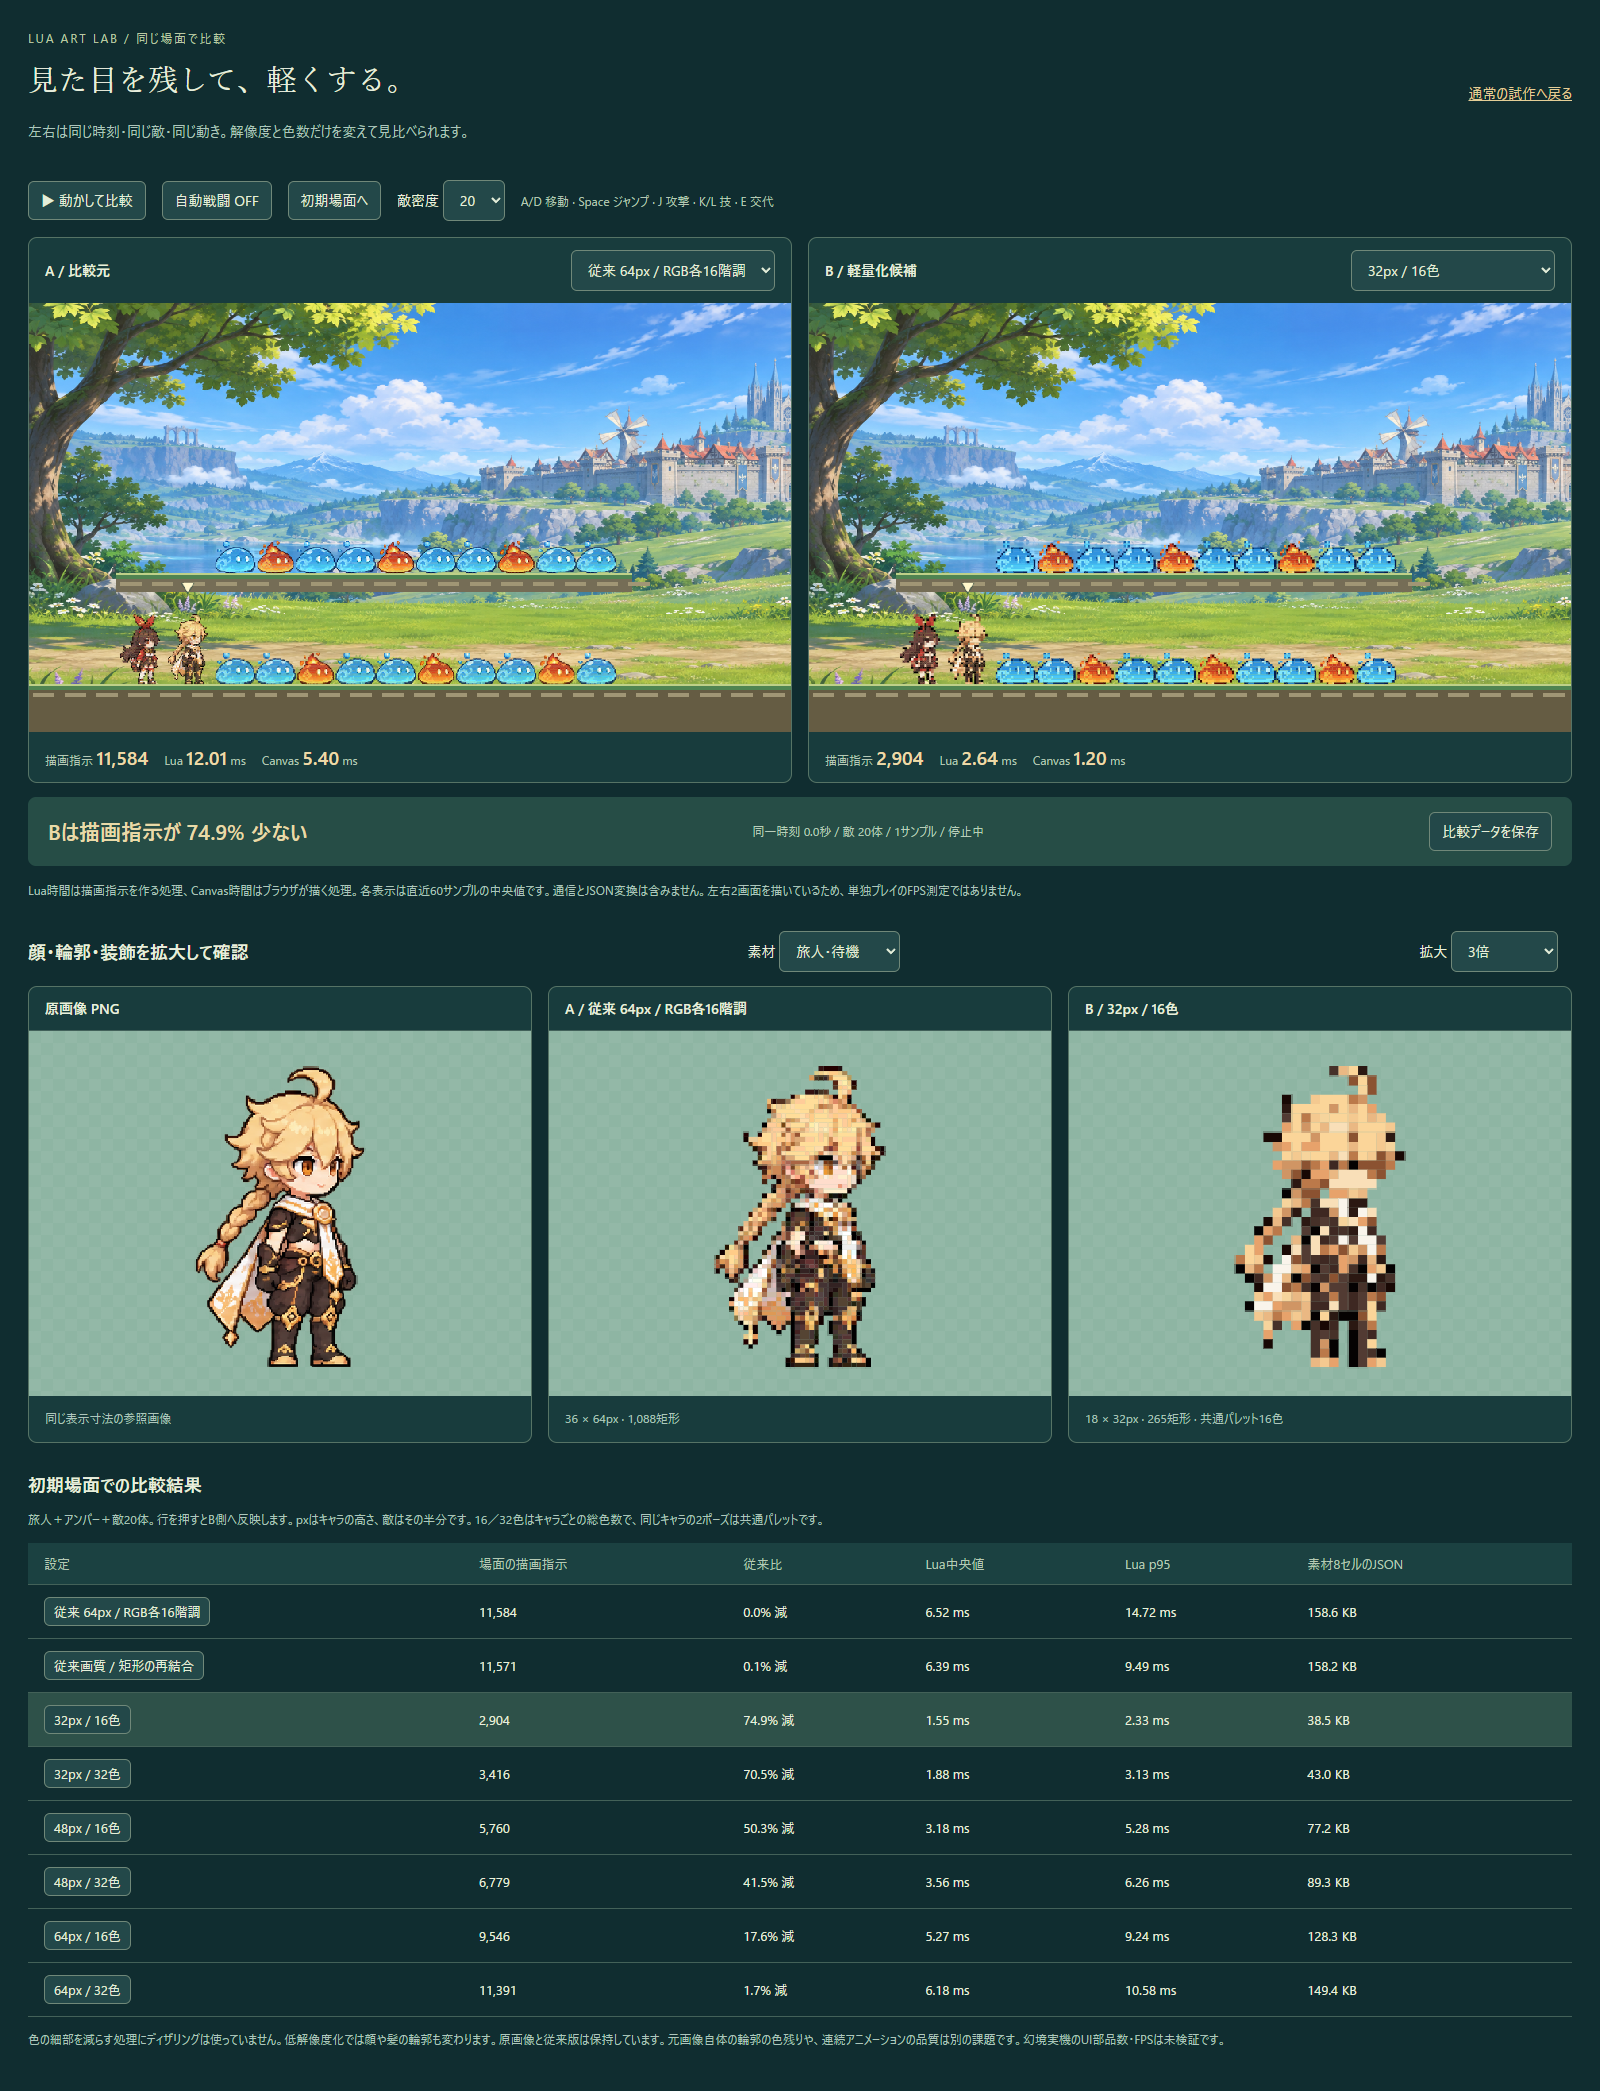 LUA ART LAB / 同じ場面で比較
見た目を残して、軽くする。
通常の試作へ戻る
左右は同じ時刻・同じ敵・同じ動き。解像度と色数だけを変えて見比べられます。
▶ 動かして比較 自動戦闘 OFF 初期場面へ 敵密度 20 A/D 移動・Space ジャンプ・J 攻撃・K/L 技・E 交代
A / 比較元 従来 64px / RGB各16階調
B / 軽量化候補 32px / 16色
描画指示 11,584 Lua 12.01 ms Canvas 5.40 ms
描画指示 2,904 Lua 2.64 ms Canvas 1.20 ms
Bは描画指示が 74.9% 少ない 同一時刻 0.0秒 / 敵 20体 / 1サンプル / 停止中 比較データを保存
Lua時間は描画指示を作る処理、Canvas時間はブラウザが描く処理。各表示は直近60サンプルの中央値です。通信とJSON変換は含みません。左右2画面を描いているため、単独プレイのFPS測定ではありません。
顔・輪郭・装飾を拡大して確認 素材 旅人・待機 拡大 3倍
原画像 PNG
A / 従来 64px / RGB各16階調
B / 32px / 16色
同じ表示寸法の参照画像
36 × 64px・1,088矩形
18 × 32px・265矩形・共通パレット16色
初期場面での比較結果
旅人＋アンバー＋敵20体。行を押すとB側へ反映します。pxはキャラの高さ、敵はその半分です。16／32色はキャラごとの総色数で、同じキャラの2ポーズは共通パレットです。
設定 場面の描画指示 従来比 Lua中央値 Lua p95 素材8セルのJSON
従来 64px / RGB各16階調 11,584 0.0% 減 6.52 ms 14.72 ms 158.6 KB
従来画質 / 矩形の再結合 11,571 0.1% 減 6.39 ms 9.49 ms 158.2 KB
32px / 16色 2,904 74.9% 減 1.55 ms 2.33 ms 38.5 KB
32px / 32色 3,416 70.5% 減 1.88 ms 3.13 ms 43.0 KB
48px / 16色 5,760 50.3% 減 3.18 ms 5.28 ms 77.2 KB
48px / 32色 6,779 41.5% 減 3.56 ms 6.26 ms 89.3 KB
64px / 16色 9,546 17.6% 減 5.27 ms 9.24 ms 128.3 KB
64px / 32色 11,391 1.7% 減 6.18 ms 10.58 ms 149.4 KB
色の細部を減らす処理にディザリングは使っていません。低解像度化では顔や髪の輪郭も変わります。原画像と従来版は保持しています。元画像自体の輪郭の色残りや、連続アニメーションの品質は別の課題です。幻境実機のUI部品数・FPSは未検証です。